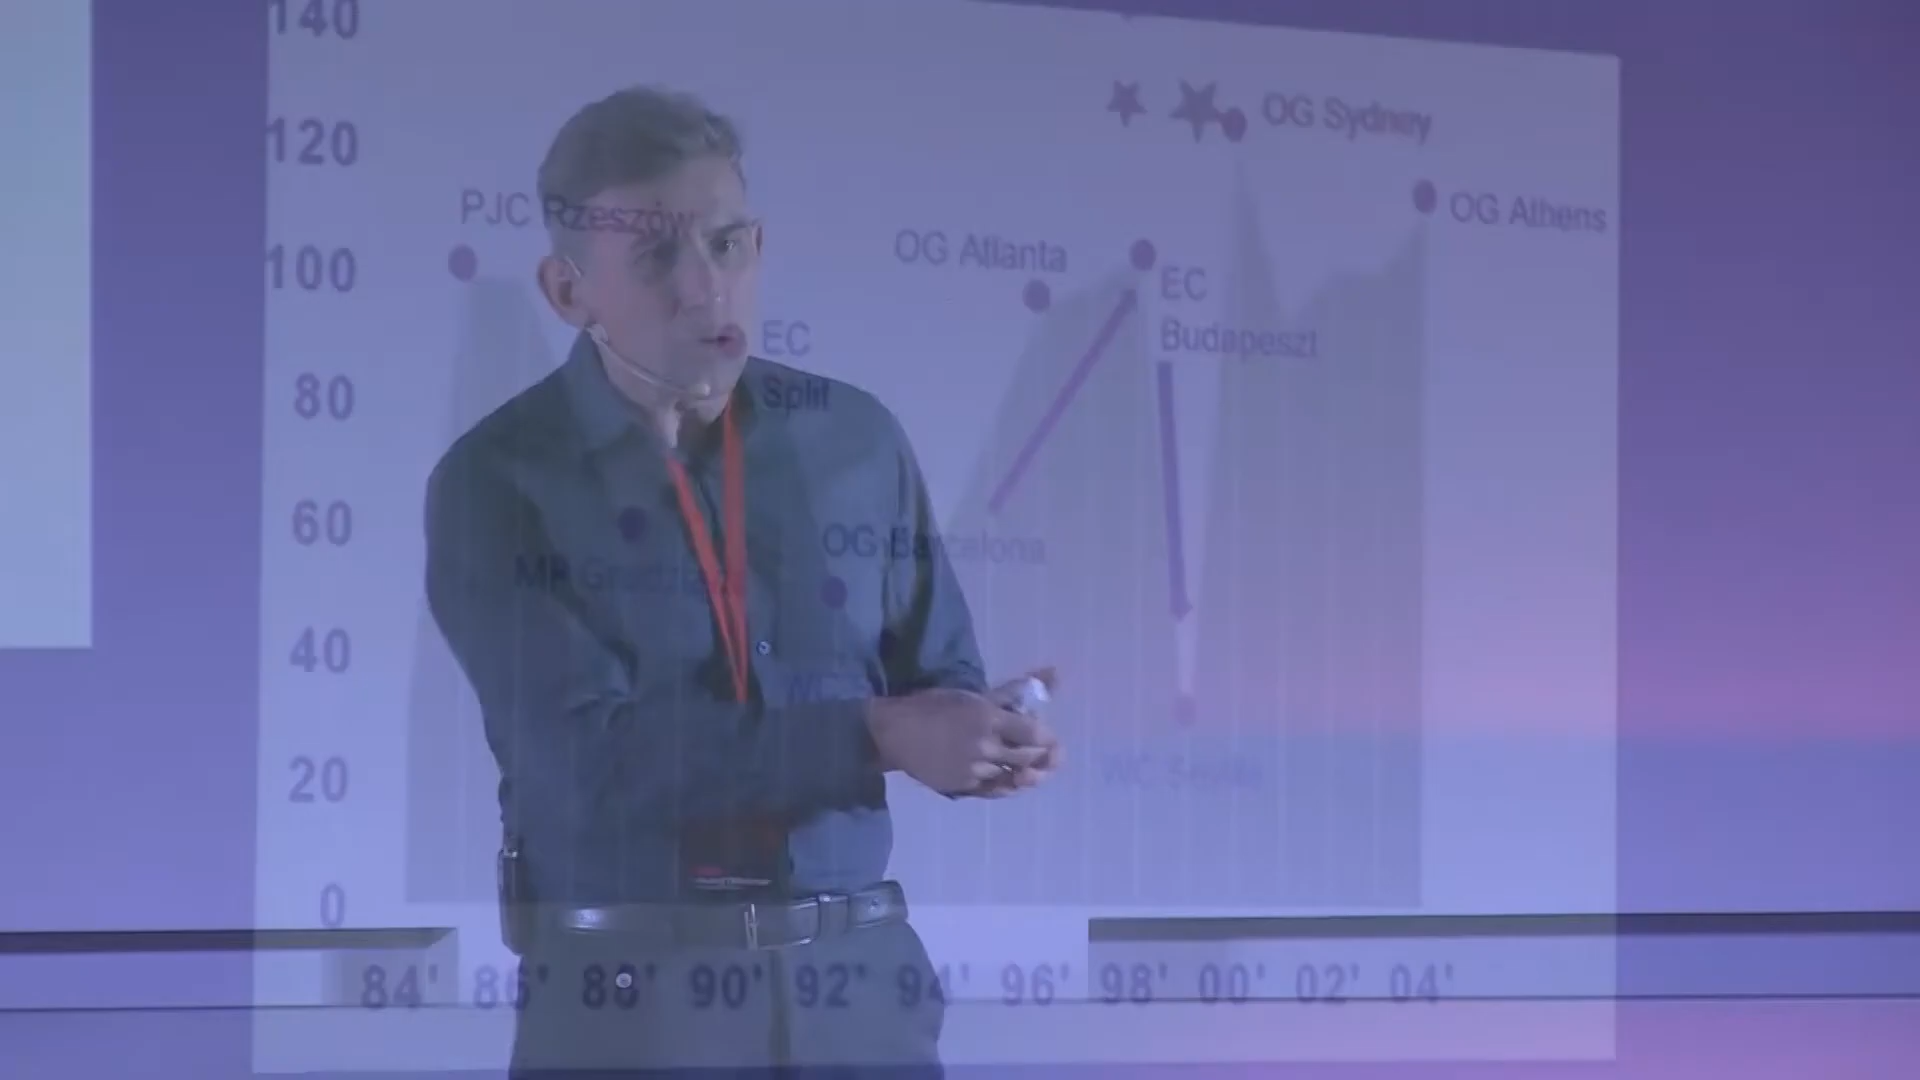 140
OG Sydney
120
PJC Rzeszów
OG Athens
OG Atlanta
100
EC
Budapeszt
EC
Split
80
60
OG Barcelona
40
20
0
84' 86' 88' 90' 92' 94' 96' 98' 00' 02' 04'